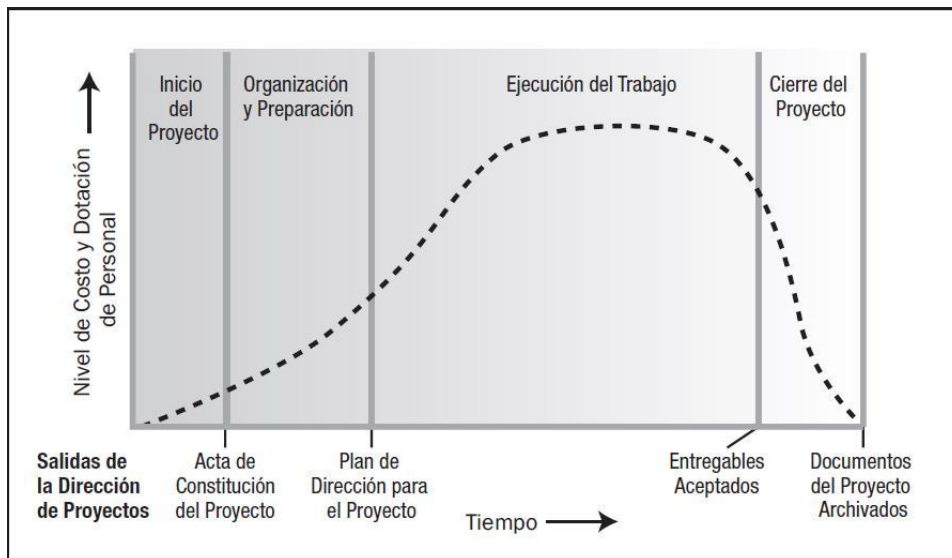 Inicio
del
Proyecto
Organización
y Preparación
Ejecución del Trabajo
Cierre del
Proyecto
Nivel de Costo y Dotación
de Personal
Salidas de
la Dirección
de Proyectos
Acta de
Constitución
del Proyecto
Plan de
Dirección para
el Proyecto
Tiempo
Entregables
Aceptados
Documentos
del Proyecto
Archivados